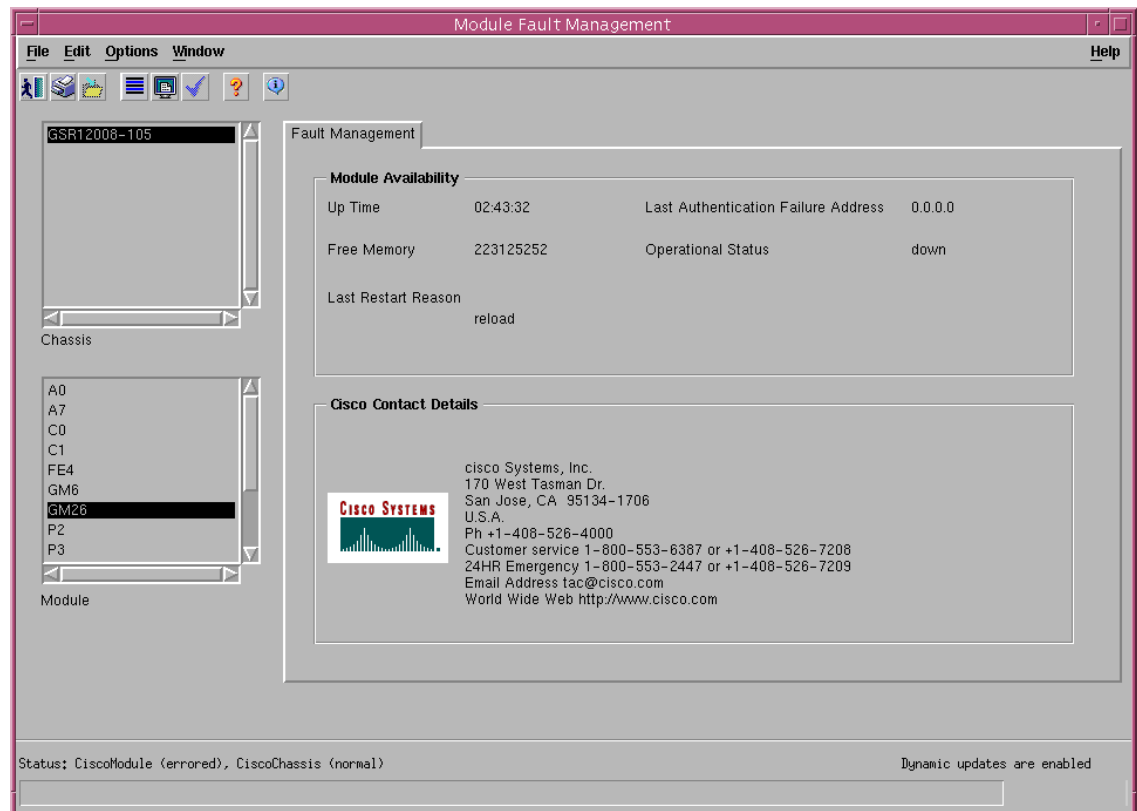 Module Fault Management
File Edit Options Window Help
GSR12008-105
Chassis
A0
A7
C0
C1
FE4
GM6
GM26
P2
P3
Module
Fault Management
Module Availability
Up Time 02:43:32 Last Authentication Failure Address 0.0.0.0
Free Memory 223125252 Operational Status down
Last Restart Reason
reload
Cisco Contact Details
CISCO SYSTEMS
cisco Systems, Inc.
170 West Tasman Dr.
San Jose, CA 95134-1706
U.S.A.
Ph +1-408-526-4000
Customer service 1-800-553-6387 or +1-408-526-7208
24HR Emergency 1-800-553-2447 or +1-408-526-7209
Email Address tac@cisco.com
World Wide Web http://www.cisco.com
Status: CiscoModule (errored), CiscoChassis (normal) Dynamic updates are enabled